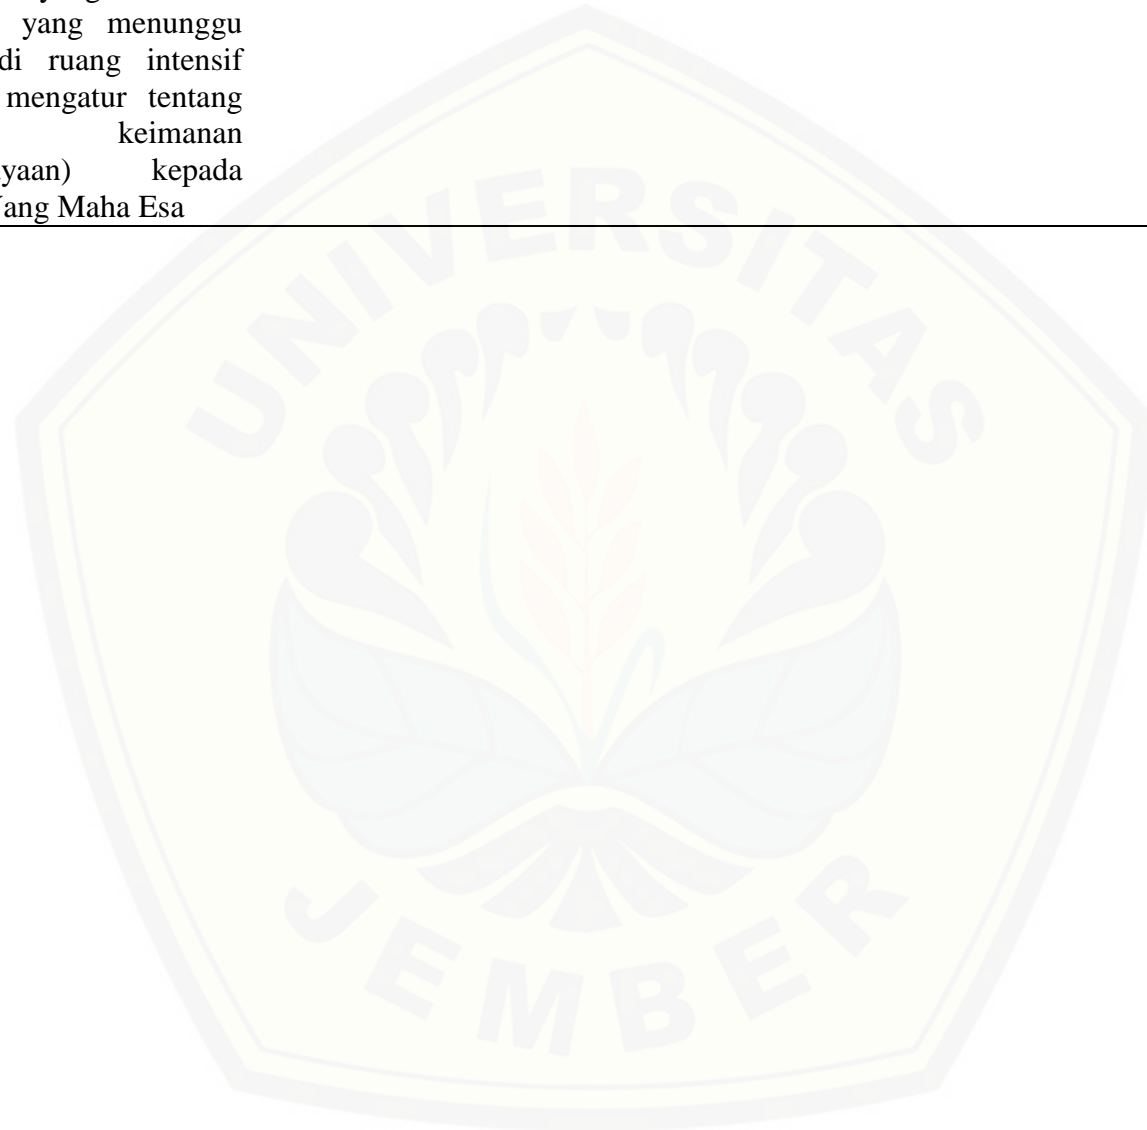 yang menunggu
di ruang intensif
mengatur tentang
keimanan
yaan) kepada
Yang Maha Esa
UNIVERSITAS
JEMBER